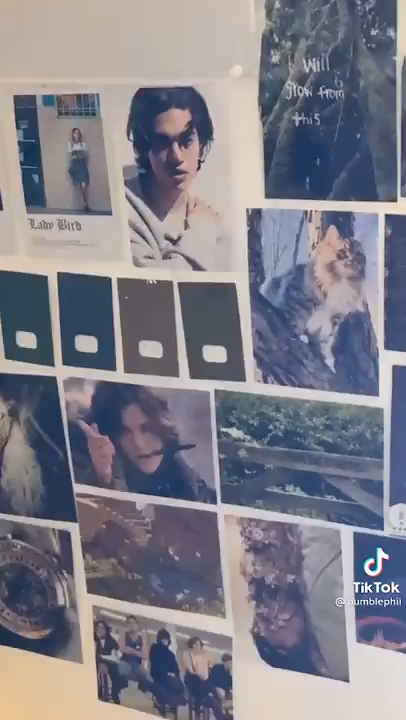 I will
grow from
this
Lady Bird
TikTok
@bumblephii